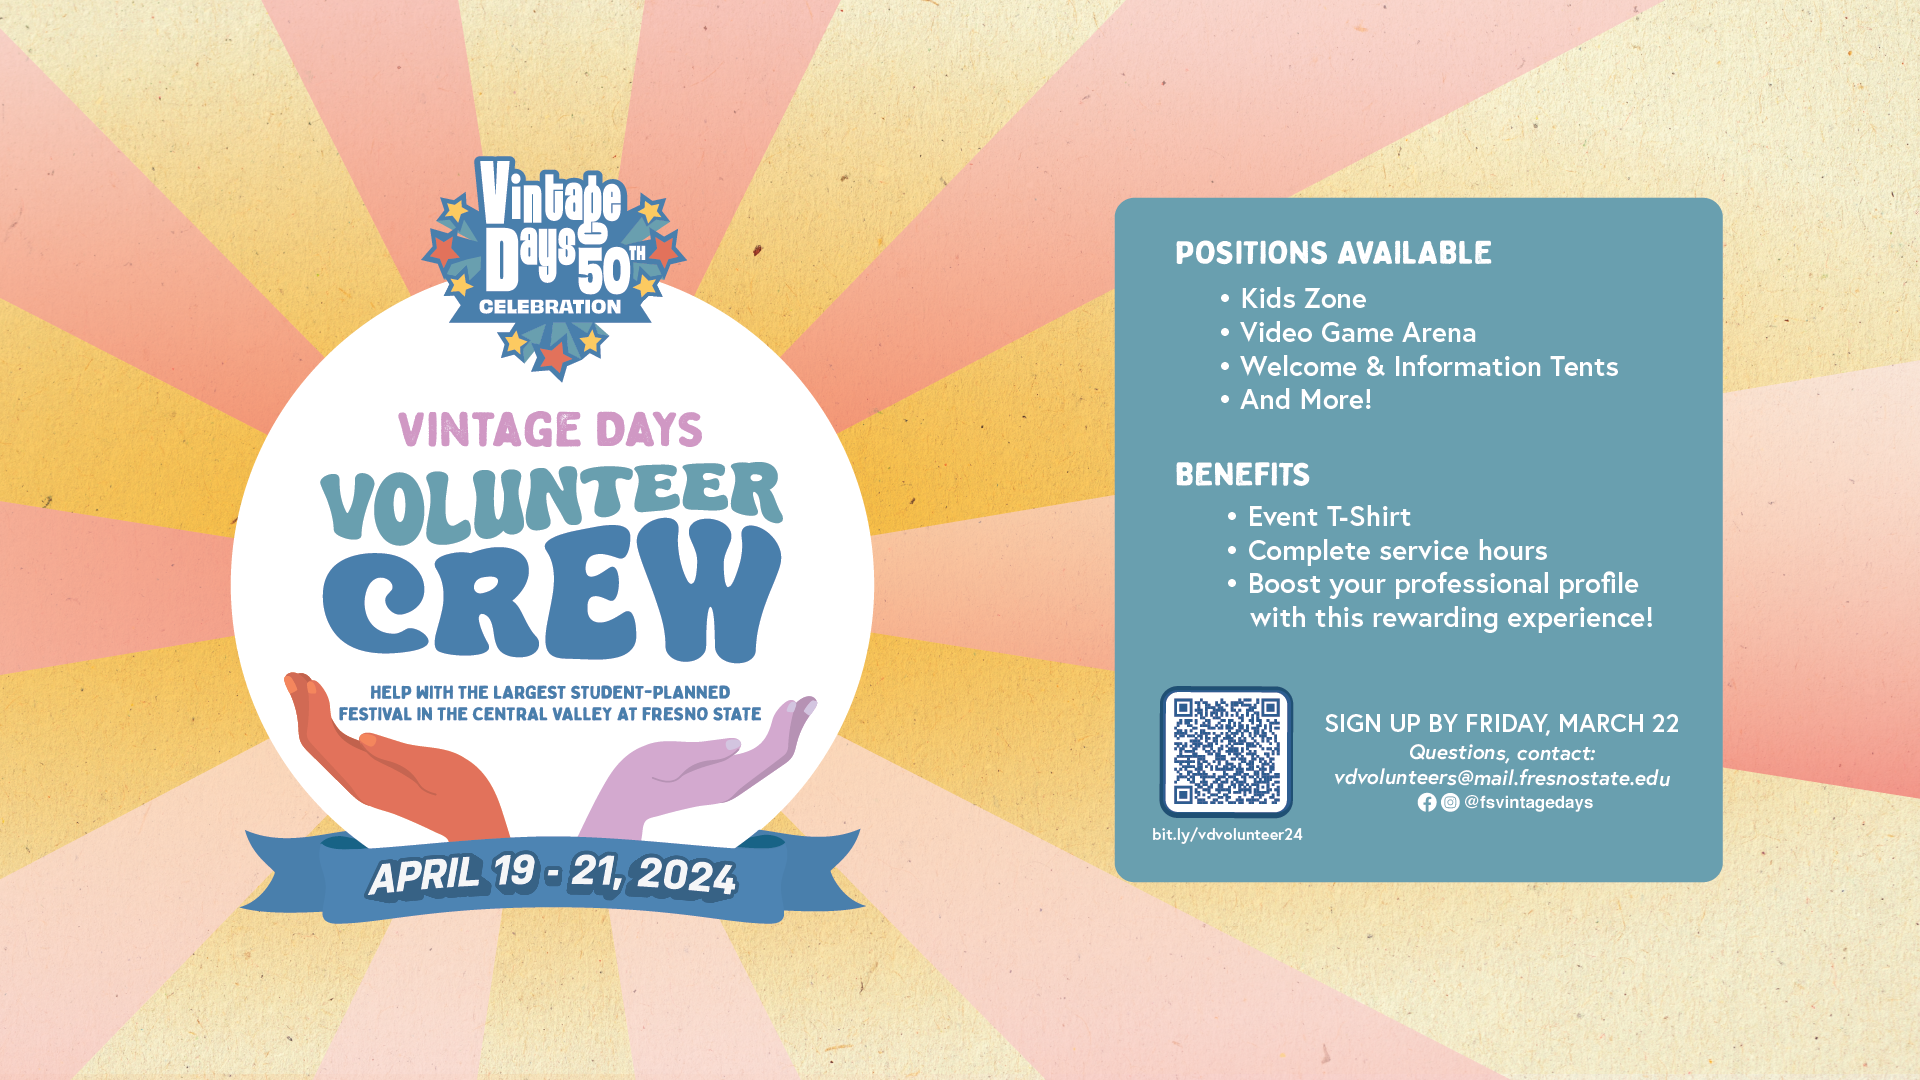 Vintage
Days
50TH
CELEBRATION
VINTAGE DAYS
VOLUNTEER
CREW
HELP WITH THE LARGEST STUDENT-PLANNED
FESTIVAL IN THE CENTRAL VALLEY AT FRESNO STATE
APRIL 19 - 21, 2024
POSITIONS AVAILABLE
• Kids Zone
• Video Game Arena
• Welcome & Information Tents
• And More!
BENEFITS
• Event T-Shirt
• Complete service hours
• Boost your professional profile
with this rewarding experience!
SIGN UP BY FRIDAY, MARCH 22
Questions, contact:
vdvolunteers@mail.fresnostate.edu
@fsvintagedays
bit.ly/vdvolunteer24